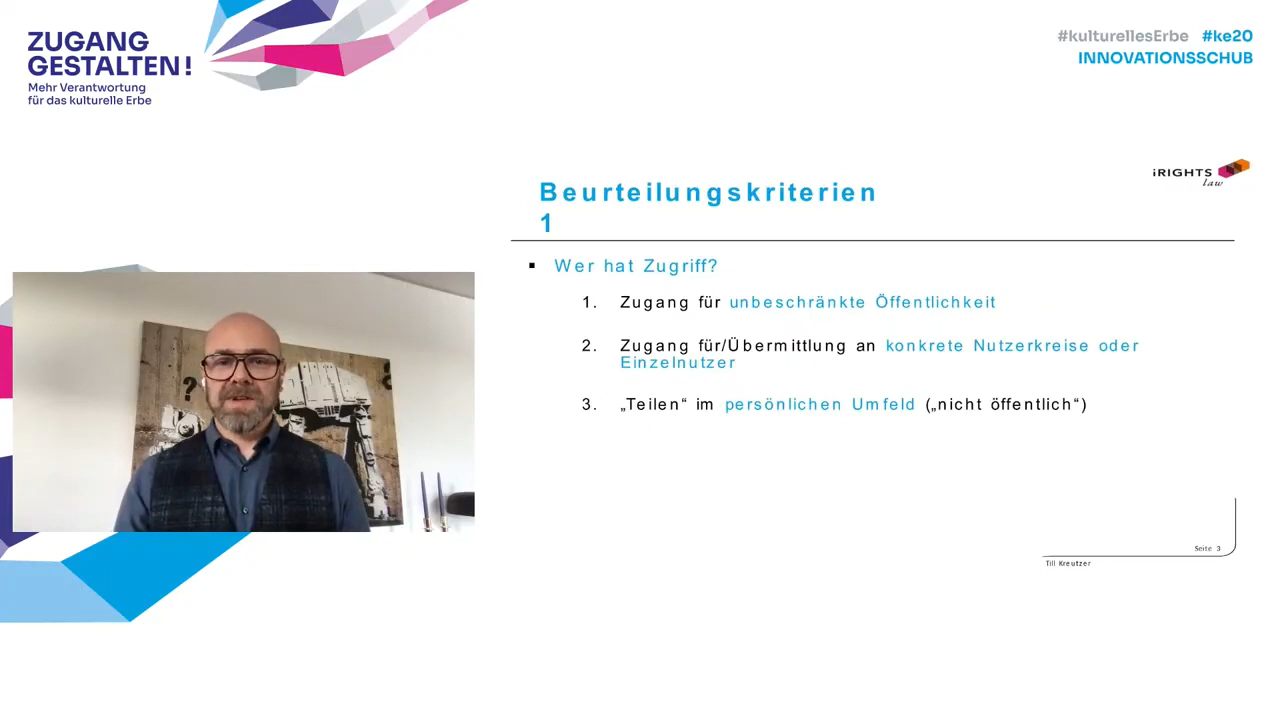 ZUGANG
GESTALTEN!
Mehr Verantwortung
für das kulturelle Erbe
#kulturellesErbe #ke20
INNOVATIONSSCHUB
iRIGHTS
law
Beurteilungskriterien
1
▪ Wer hat Zugriff?
1. Zugang für unbeschränkte Öffentlichkeit
2. Zugang für/Übermittlung an konkrete Nutzerkreise oder
Einzelnutzer
3. „Teilen“ im persönlichen Umfeld („nicht öffentlich“)
?
Seite 3
Till Kreutzer